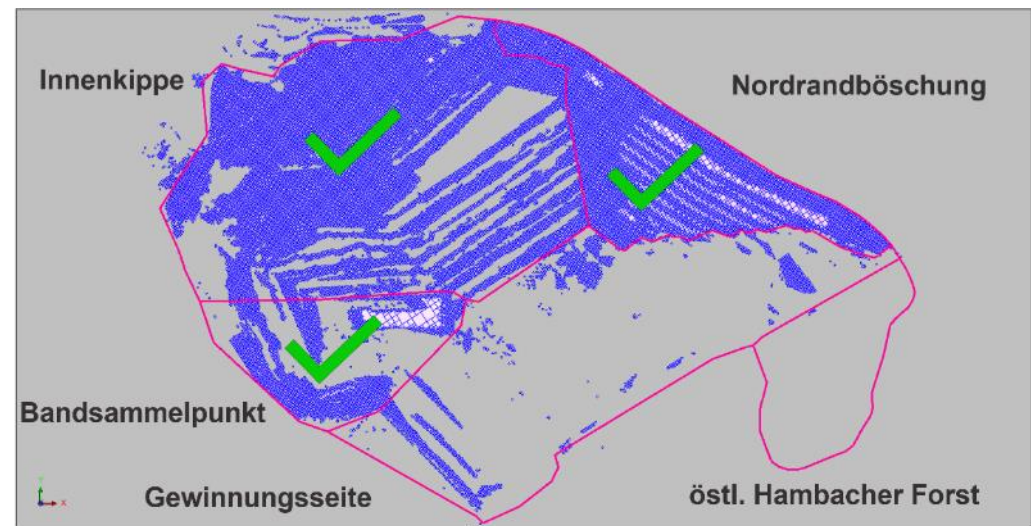 Innenkippe
Nordrandböschung
Bandsammelpunkt
Gewinnungsseite
östl. Hambacher Forst
Y
X